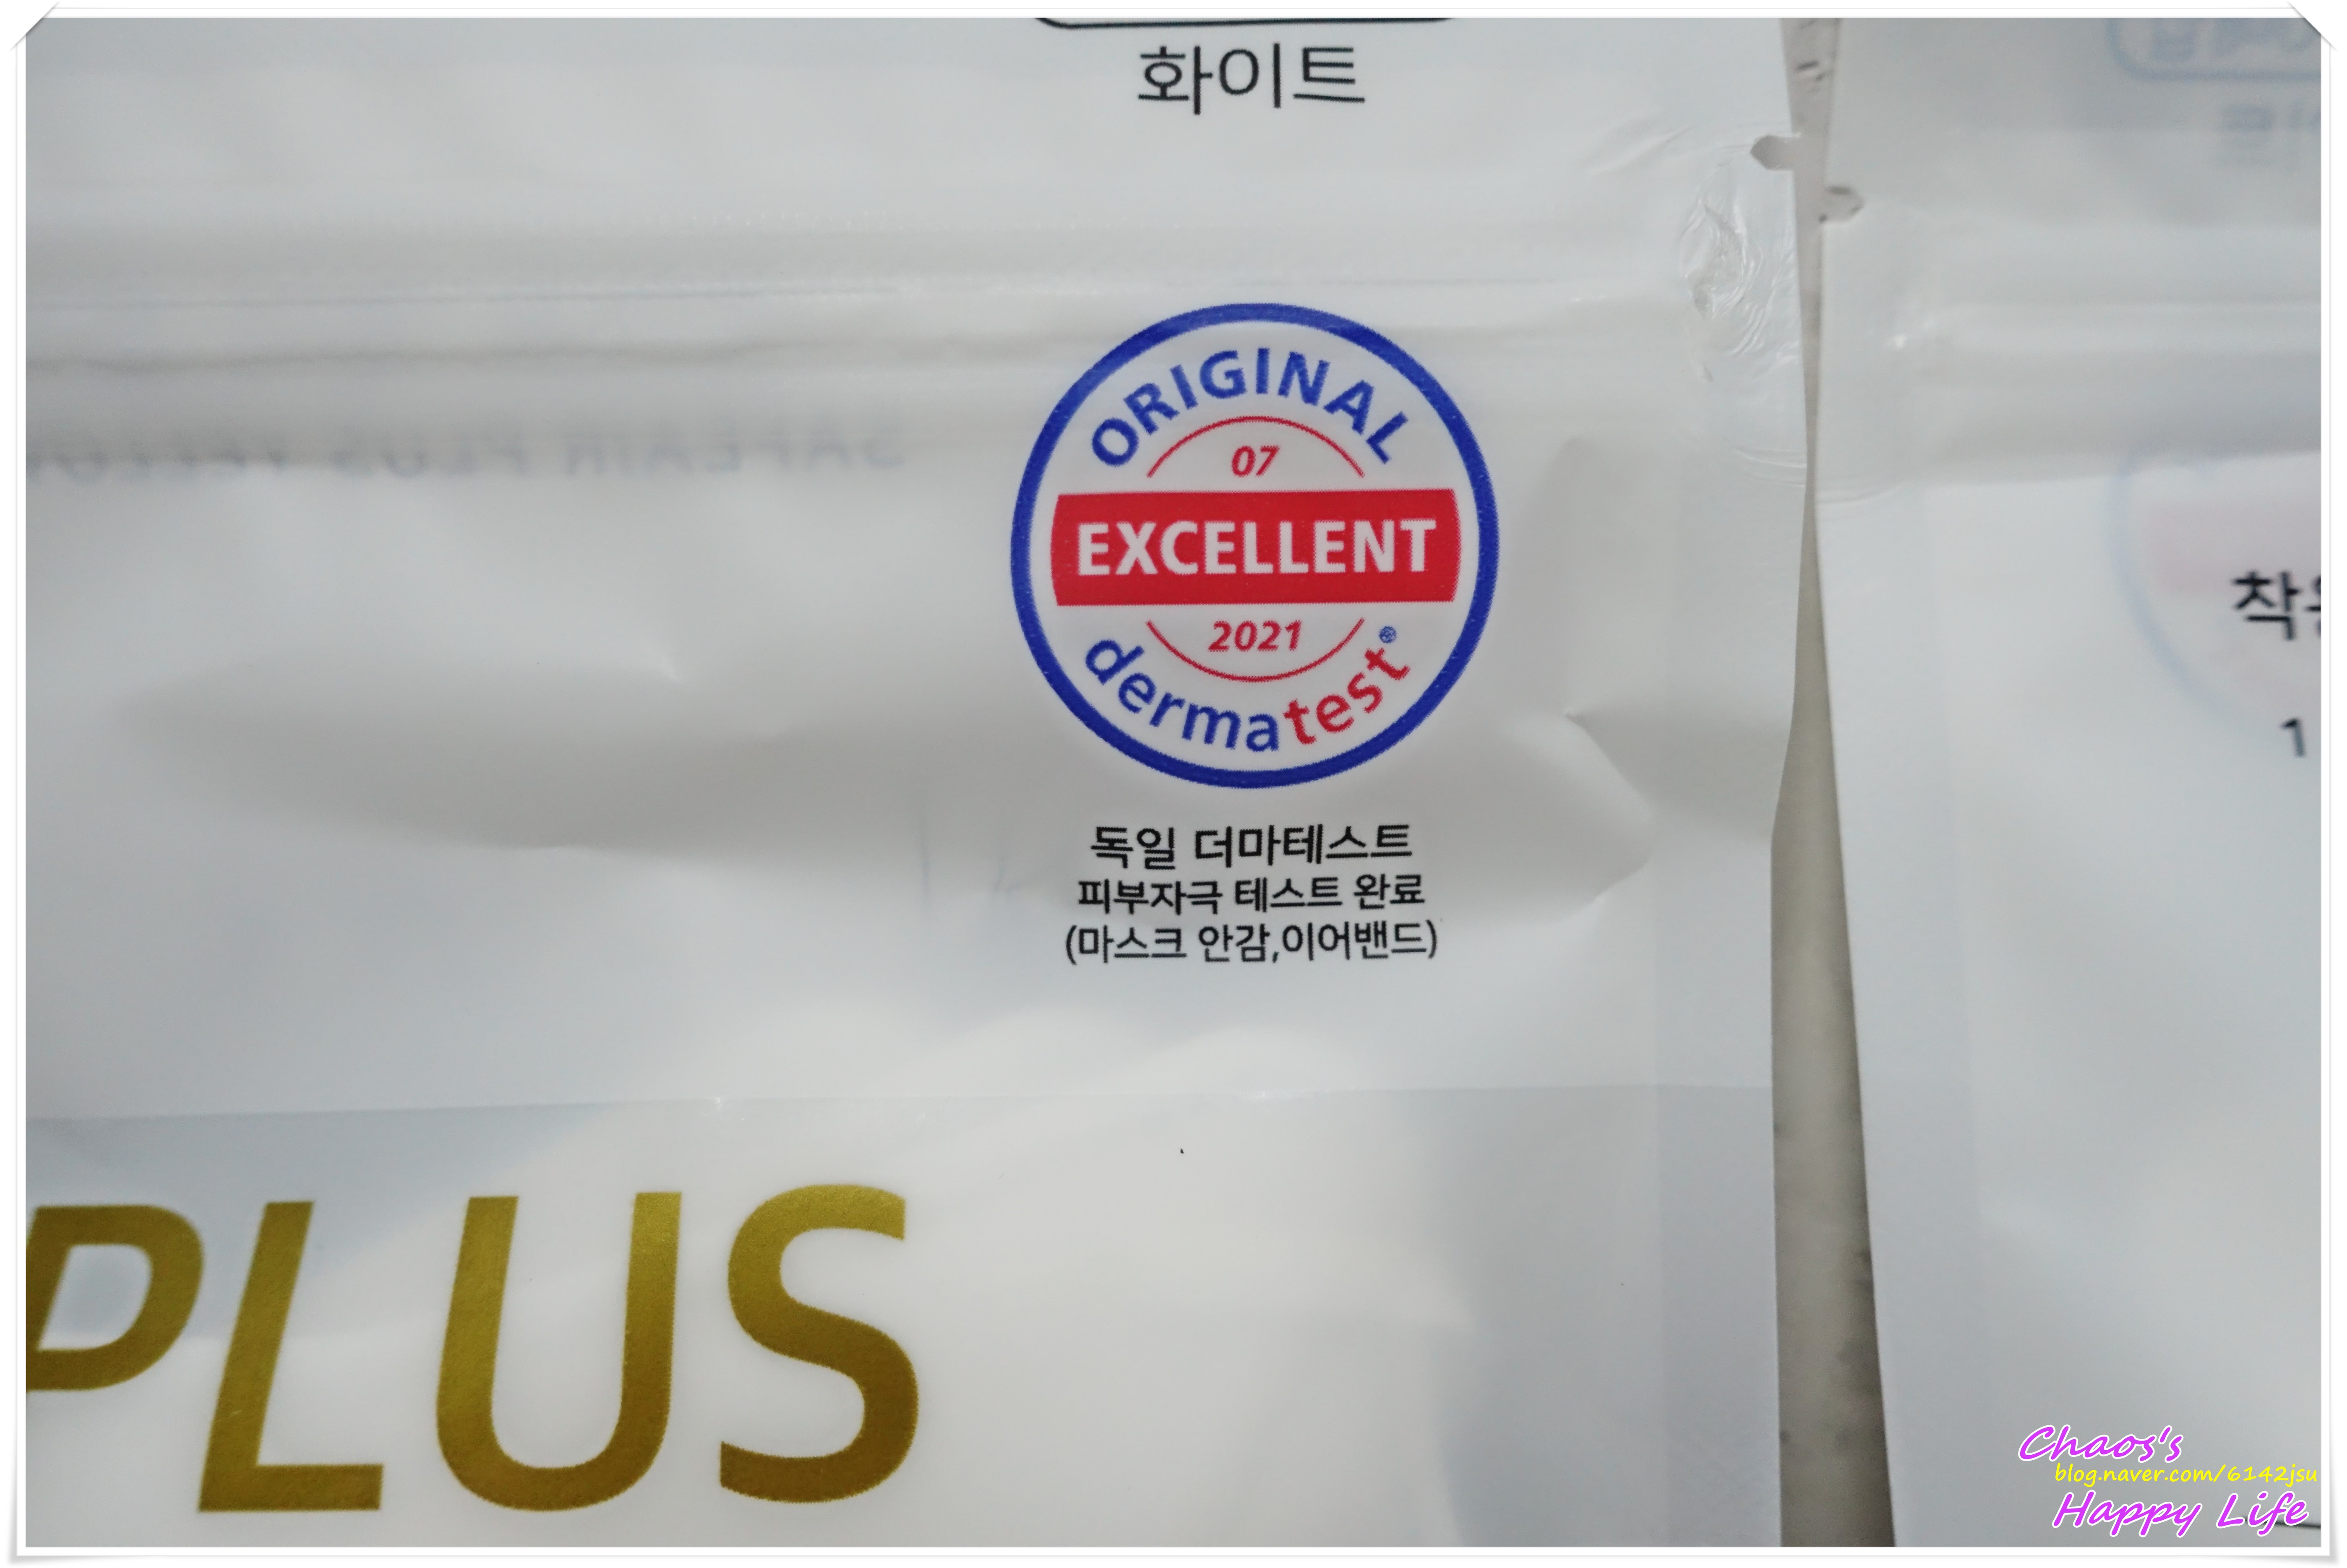 화이트
ORIGINAL
07
EXCELLENT
2021
dermatest®
독일 더마테스트
피부자극 테스트 완료
(마스크 안감,이어밴드)
PLUS
착
1
Chaos's
blog.naver.com/6142jsu
Happy Life